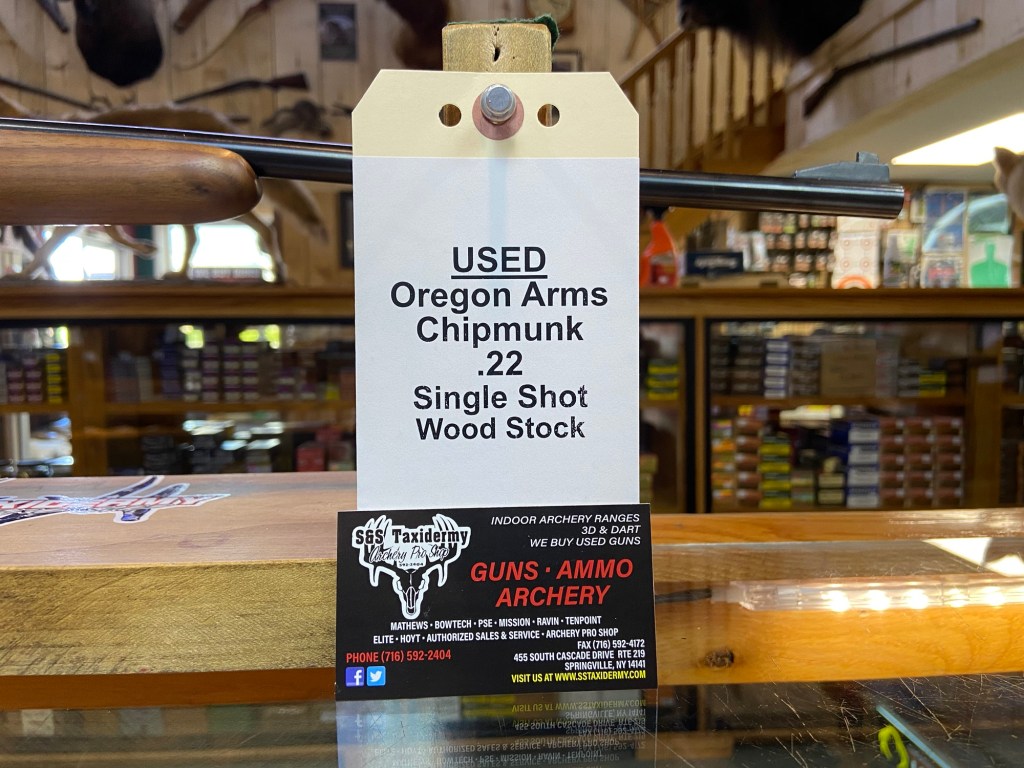 USED
Oregon Arms
Chipmunk
.22
Single Shot
Wood Stock
S&S Taxidermy
Archery Pro Shop
592-2404
INDOOR ARCHERY RANGES
3D & DART
WE BUY USED GUNS
GUNS · AMMO
ARCHERY
MATHEWS · BOWTECH · PSE · MISSION · RAVIN · TENPOINT
ELITE · HOYT · AUTHORIZED SALES & SERVICE · ARCHERY PRO SHOP
FAX (716) 592-4172
PHONE (716) 592-2404
455 SOUTH CASCADE DRIVE RTE 219
SPRINGVILLE, NY 14141
VISIT US AT WWW.SSTAXIDERMY.COM